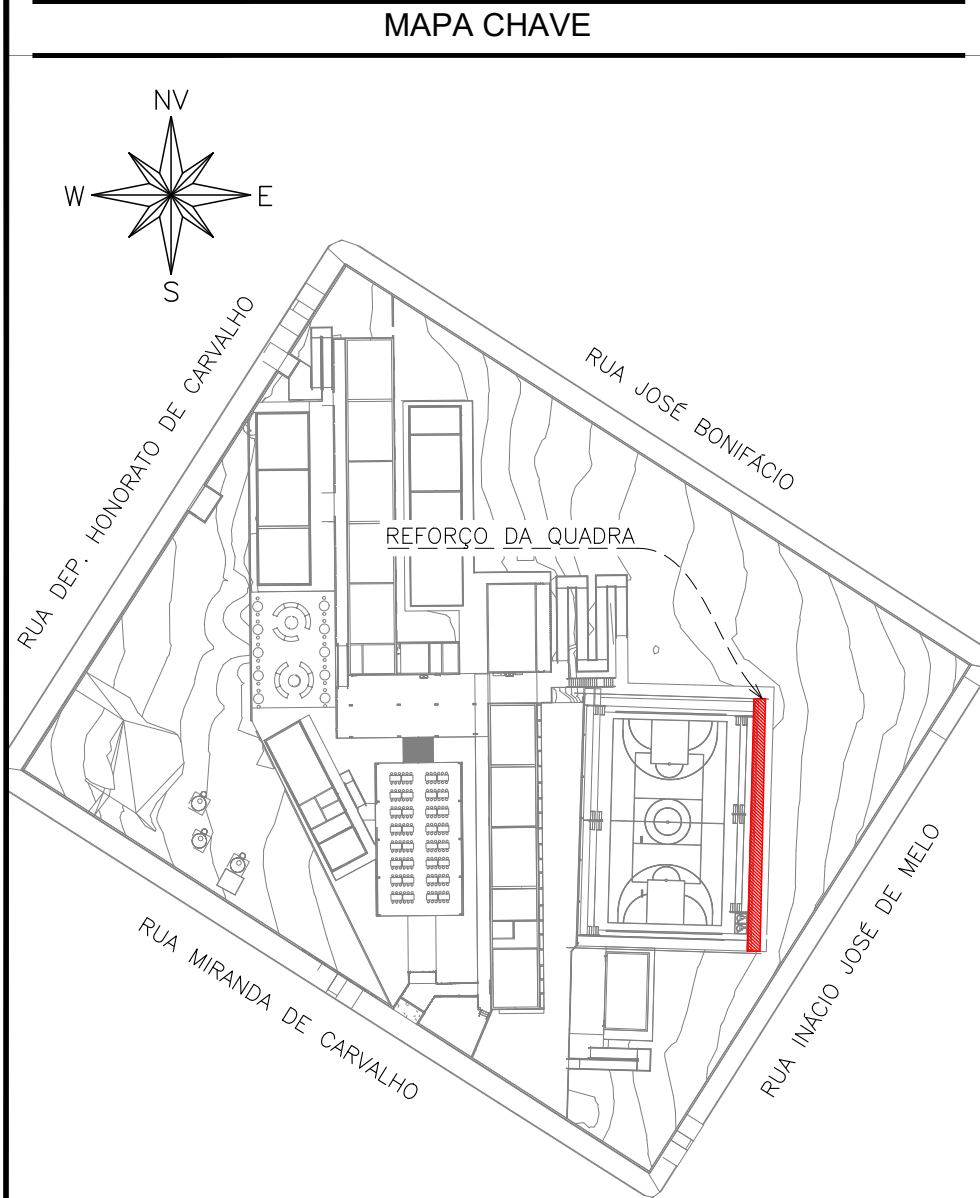 MAPA CHAVE
NV
W
E
S
RUA DEP. HONORATO DE CARVALHO
RUA JOSÉ BONIFÁCIO
REFORÇO DA QUADRA
RUA MIRANDA DE CARVALHO
RUA INÁCIO JOSÉ DE MELO